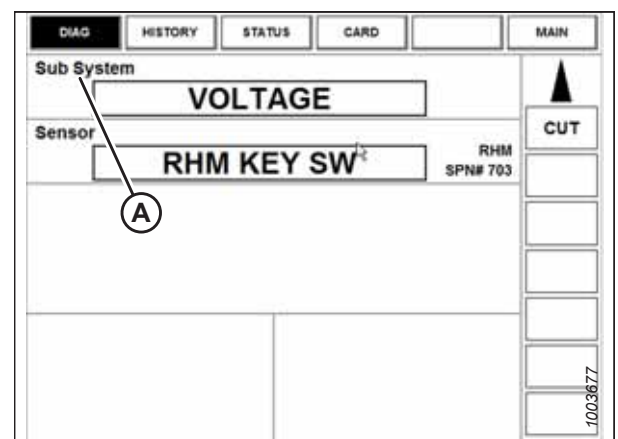 DIAG HISTORY STATUS CARD MAIN
Sub System
VOLTAGE
CUT
Sensor
RHM KEY SW
RHM
SPN# 703
A
1003677